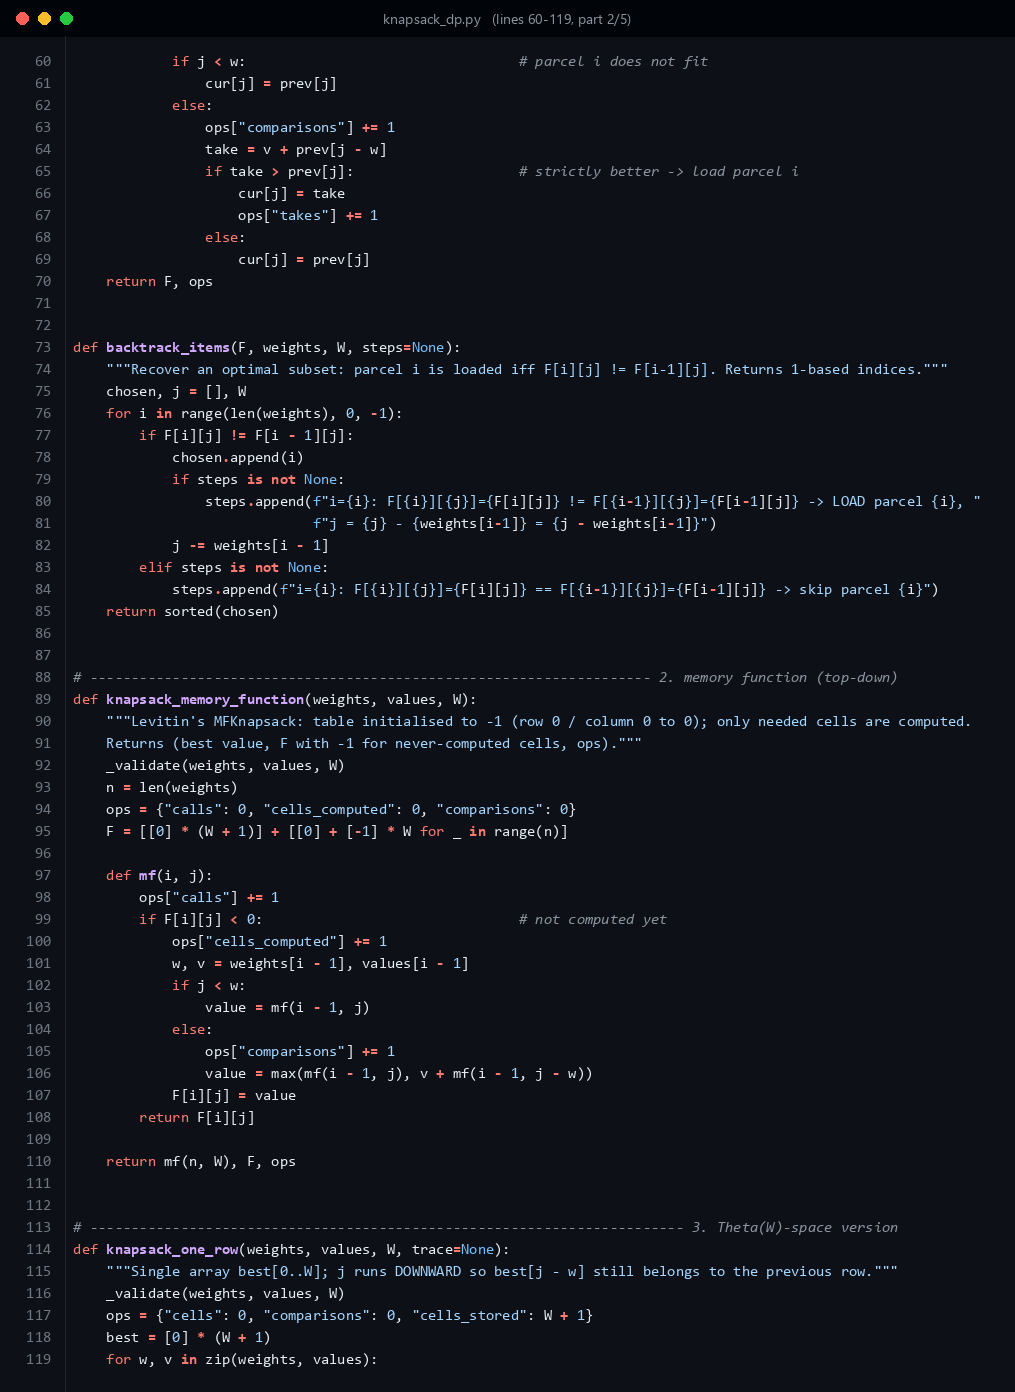 knapsack_dp.py (lines 60-119, part 2/5)
60             if j < w:                                 # parcel i does not fit
61                 cur[j] = prev[j]
62             else:
63                 ops["comparisons"] += 1
64                 take = v + prev[j - w]
65                 if take > prev[j]:                    # strictly better -> load parcel i
66                     cur[j] = take
67                     ops["takes"] += 1
68                 else:
69                     cur[j] = prev[j]
70     return F, ops
71
72
73 def backtrack_items(F, weights, W, steps=None):
74     """Recover an optimal subset: parcel i is loaded iff F[i][j] != F[i-1][j]. Returns 1-based indices."""
75     chosen, j = [], W
76     for i in range(len(weights), 0, -1):
77         if F[i][j] != F[i - 1][j]:
78             chosen.append(i)
79             if steps is not None:
80                 steps.append(f"i={i}: F[{i}][{j}]={F[i][j]} != F[{i-1}][{j}]={F[i-1][j]} -> LOAD parcel {i}, "
81                              f"j = {j} - {weights[i-1]} = {j - weights[i-1]}")
82             j -= weights[i - 1]
83         elif steps is not None:
84             steps.append(f"i={i}: F[{i}][{j}]={F[i][j]} == F[{i-1}][{j}]={F[i-1][j]} -> skip parcel {i}")
85     return sorted(chosen)
86
87
88 # -------------------------------------------------------------------- 2. memory function (top-down)
89 def knapsack_memory_function(weights, values, W):
90     """Levitin's MFKnapsack: table initialised to -1 (row 0 / column 0 to 0); only needed cells are computed.
91     Returns (best value, F with -1 for never-computed cells, ops)."""
92     _validate(weights, values, W)
93     n = len(weights)
94     ops = {"calls": 0, "cells_computed": 0, "comparisons": 0}
95     F = [[0] * (W + 1)] + [[0] + [-1] * W for _ in range(n)]
96
97     def mf(i, j):
98         ops["calls"] += 1
99         if F[i][j] < 0:                               # not computed yet
100             ops["cells_computed"] += 1
101             w, v = weights[i - 1], values[i - 1]
102             if j < w:
103                 value = mf(i - 1, j)
104             else:
105                 ops["comparisons"] += 1
106                 value = max(mf(i - 1, j), v + mf(i - 1, j - w))
107             F[i][j] = value
108         return F[i][j]
109
110     return mf(n, W), F, ops
111
112
113 # ------------------------------------------------------------------------ 3. Theta(W)-space version
114 def knapsack_one_row(weights, values, W, trace=None):
115     """Single array best[0..W]; j runs DOWNWARD so best[j - w] still belongs to the previous row."""
116     _validate(weights, values, W)
117     ops = {"cells": 0, "comparisons": 0, "cells_stored": W + 1}
118     best = [0] * (W + 1)
119     for w, v in zip(weights, values):